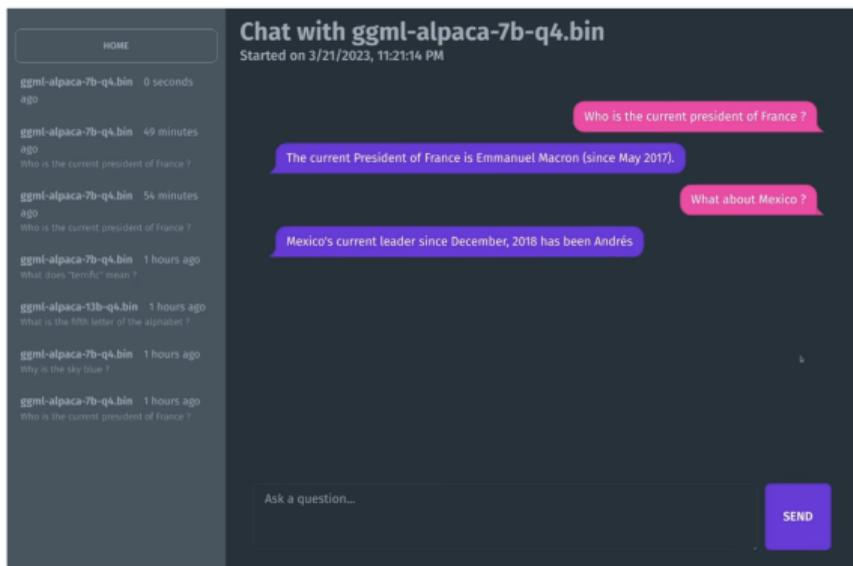 HOME
ggml-alpaca-7b-q4.bin 0 seconds
ago
ggml-alpaca-7b-q4.bin 49 minutes
ago
Who is the current president of France ?
ggml-alpaca-7b-q4.bin 54 minutes
ago
Who is the current president of France ?
ggml-alpaca-7b-q4.bin 1 hours ago
What does "terrific" mean ?
ggml-alpaca-13b-q4.bin 1 hours ago
What is the fifth letter of the alphabet ?
ggml-alpaca-7b-q4.bin 1 hours ago
Why is the sky blue ?
ggml-alpaca-7b-q4.bin 1 hours ago
Who is the current president of France ?
Chat with ggml-alpaca-7b-q4.bin
Started on 3/21/2023, 11:21:14 PM
Who is the current president of France ?
The current President of France is Emmanuel Macron (since May 2017).
What about Mexico ?
Mexico's current leader since December, 2018 has been Andrés
Ask a question...
SEND